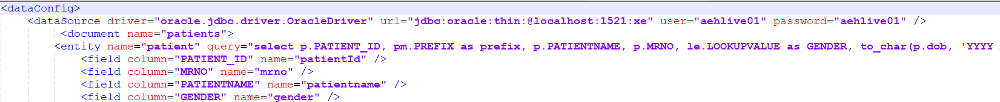 <dataConfig>
<dataSource driver="oracle.jdbc.driver.OracleDriver" url="jdbc:oracle:thin:@localhost:1521:xe" user="aehlive01" password="aehlive01" />
<document name="patients">
<entity name="patient" query="select p.PATIENT_ID, pm.PREFIX as prefix, p.PATIENTNAME, p.MRNO, le.LOOKUPVALUE as GENDER, to_char(p.dob, 'YYYY
<field column="PATIENT_ID" name="patientId" />
<field column="MRNO" name="mrno" />
<field column="PATIENTNAME" name="patientname" />
<field column="GENDER" name="gender" />